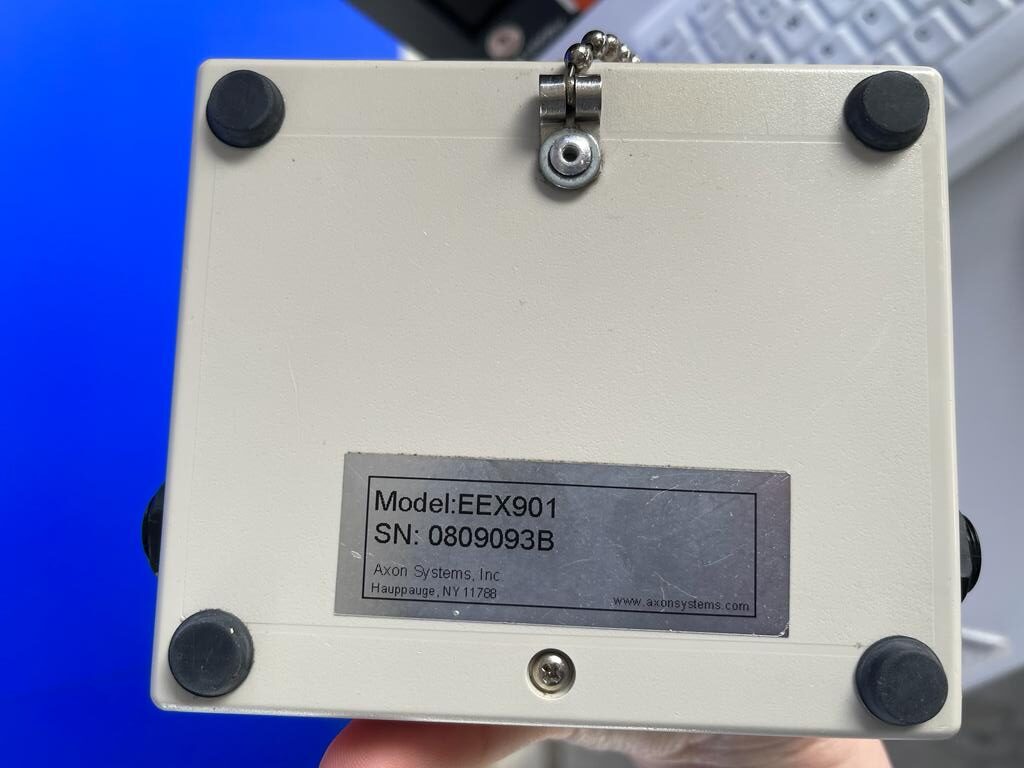 Model:EEX901
SN: 0809093B
Axon Systems, Inc
Hauppauge, NY 11788
www.axonsystems.com